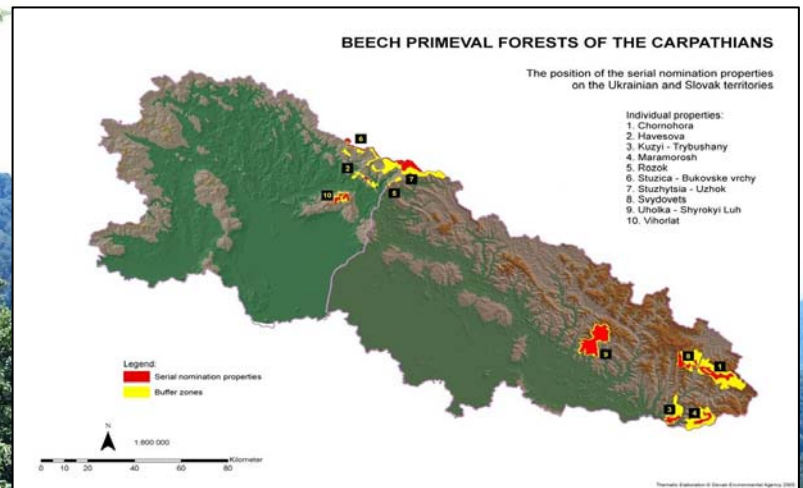 BEECH PRIMEVAL FORESTS OF THE CARPATHIANS
The position of the serial nomination properties
on the Ukrainian and Slovak territories
Individual properties:
1. Chornohora
2. Havesova
3. Kuzyi - Trybushany
4. Maramorosh
5. Rozok
6. Stuzica - Bukovske vrchy
7. Stuzhytsia - Uzhok
8. Svydovets
9. Uholka - Shyrokyi Luh
10. Vihorlat
6
2
7
10
5
9
8
1
3
4
Legend:
Serial nomination properties
Buffer zones
N
1:800 000
Kilometer
0 5 10 20 40 60 80
Thematic Elaboration © Slovak Environmental Agency, 2005